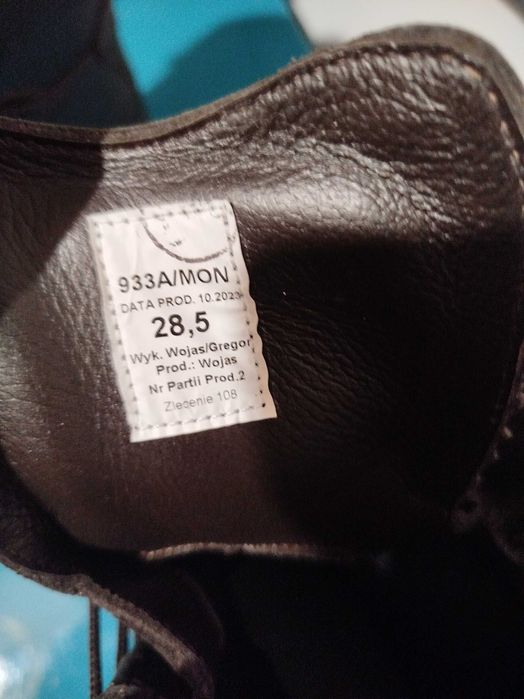 933A/MON
DATA PROD. 10.2023
28,5
Wyk. Wojas/Gregor
Prod.: Wojas
Nr Partii Prod.2
Zlecenie 108